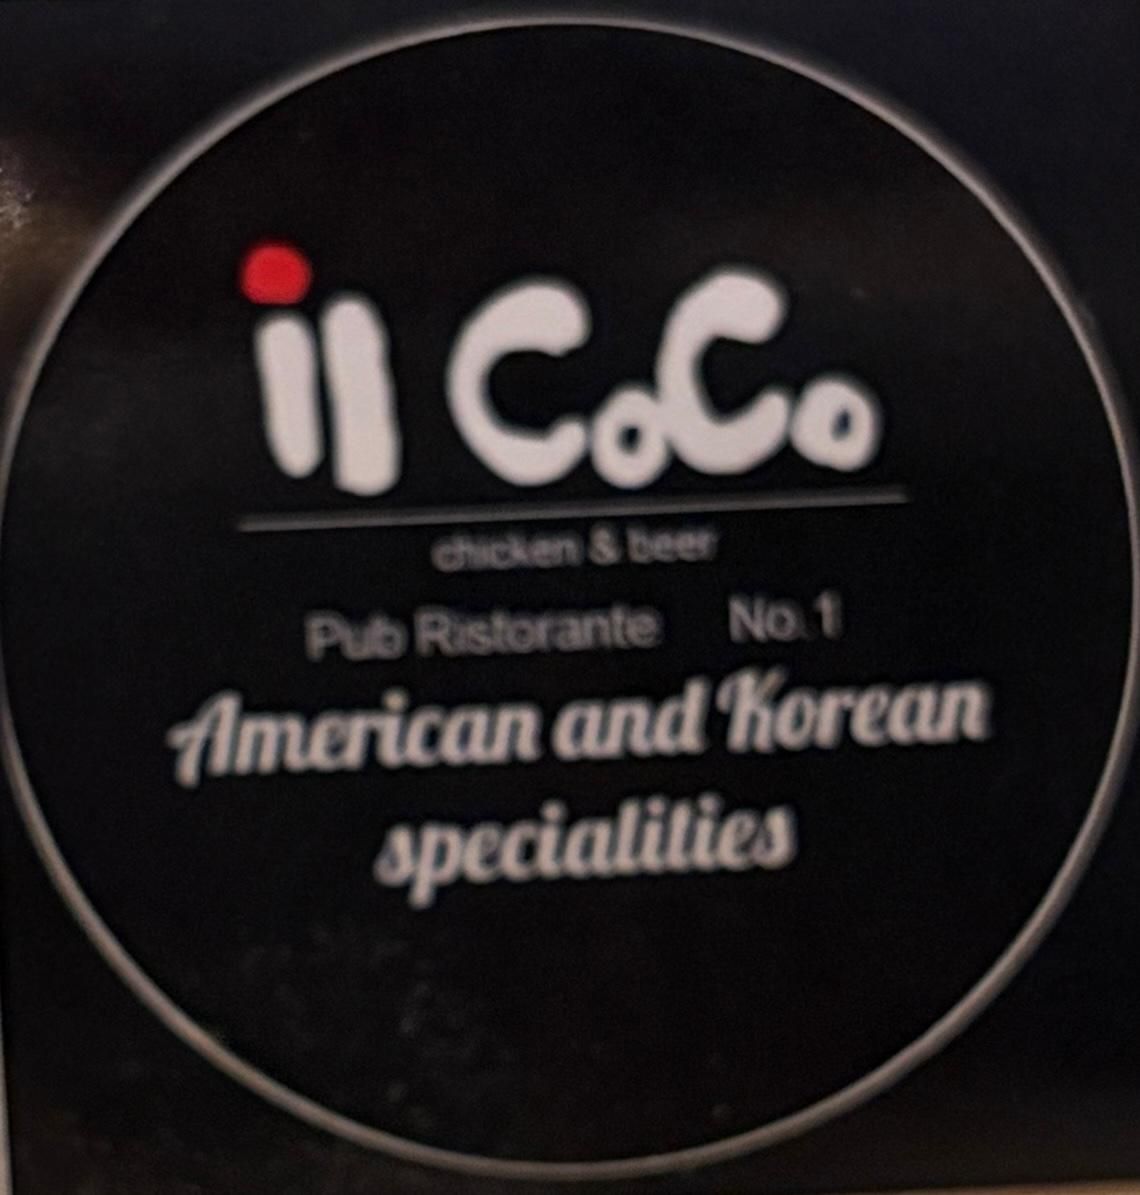 il CoCo
chicken & beer
Pub Ristorante No.1
American and Korean
specialities